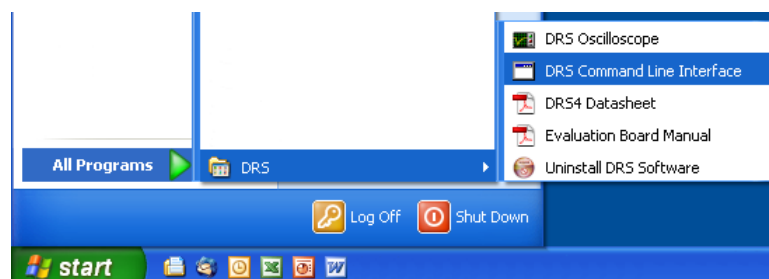 DRS Oscilloscope
DRS Command Line Interface
DRS4 Datasheet
Evaluation Board Manual
All Programs
DRS
Uninstall DRS Software
Log Off
Shut Down
start